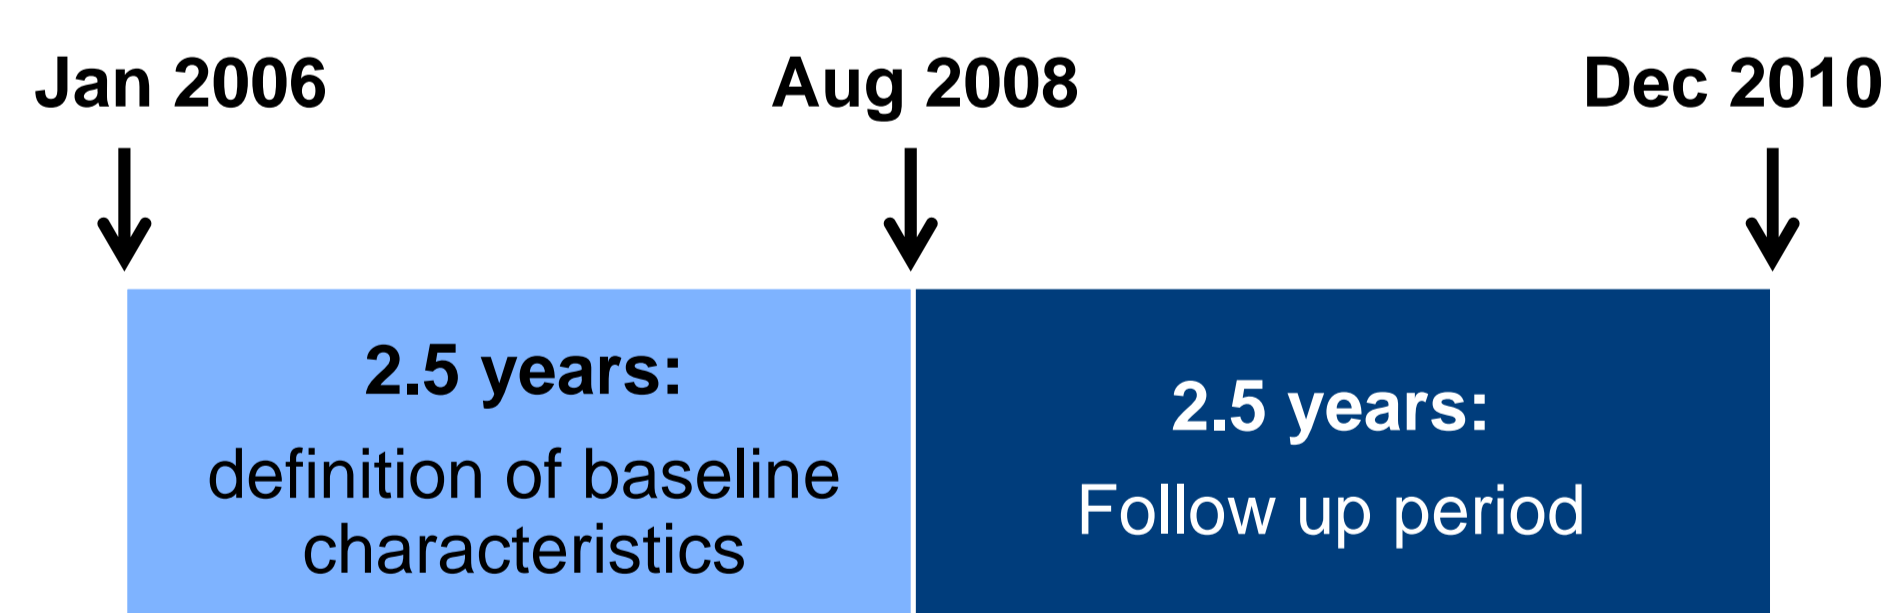 Jan 2006
Aug 2008
Dec 2010
2.5 years:
definition of baseline
characteristics
2.5 years:
Follow up period